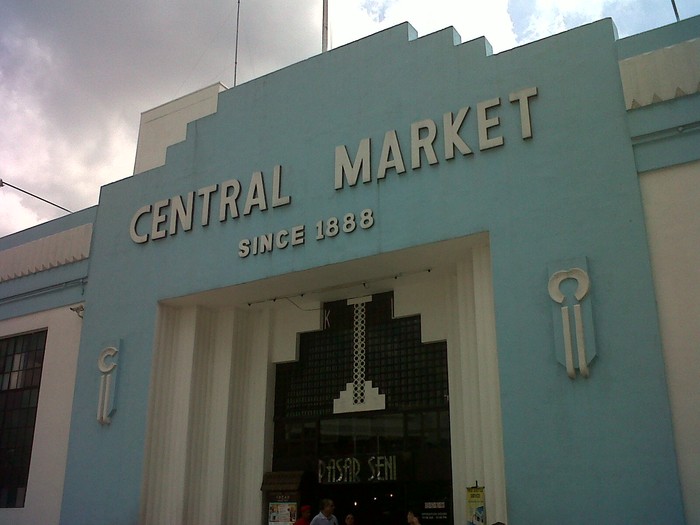 CENTRAL MARKET
SINCE 1888
K
PASAR SENI